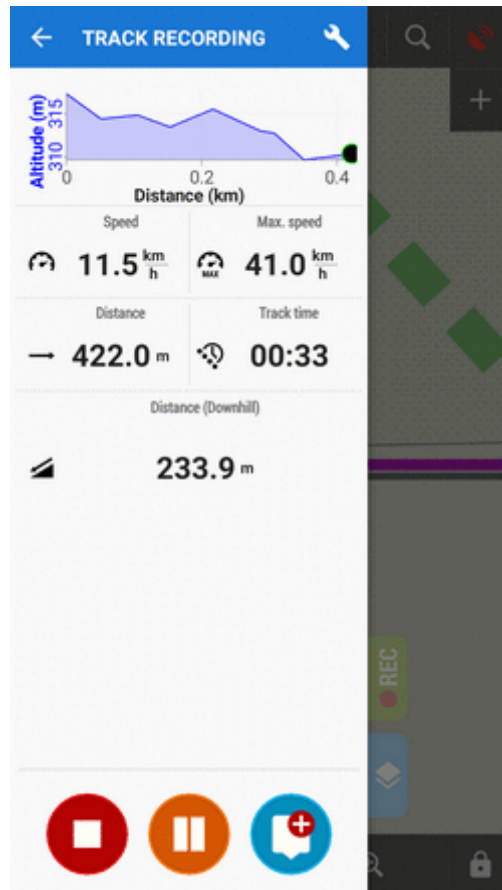 TRACK RECORDING
Altitude (m)
315
310
0
0.2
0.4
Distance (km)
Speed
Max. speed
11.5 km/h
MAX
41.0 km/h
Distance
Track time
422.0 m
00:33
Distance (Downhill)
233.9 m
REC